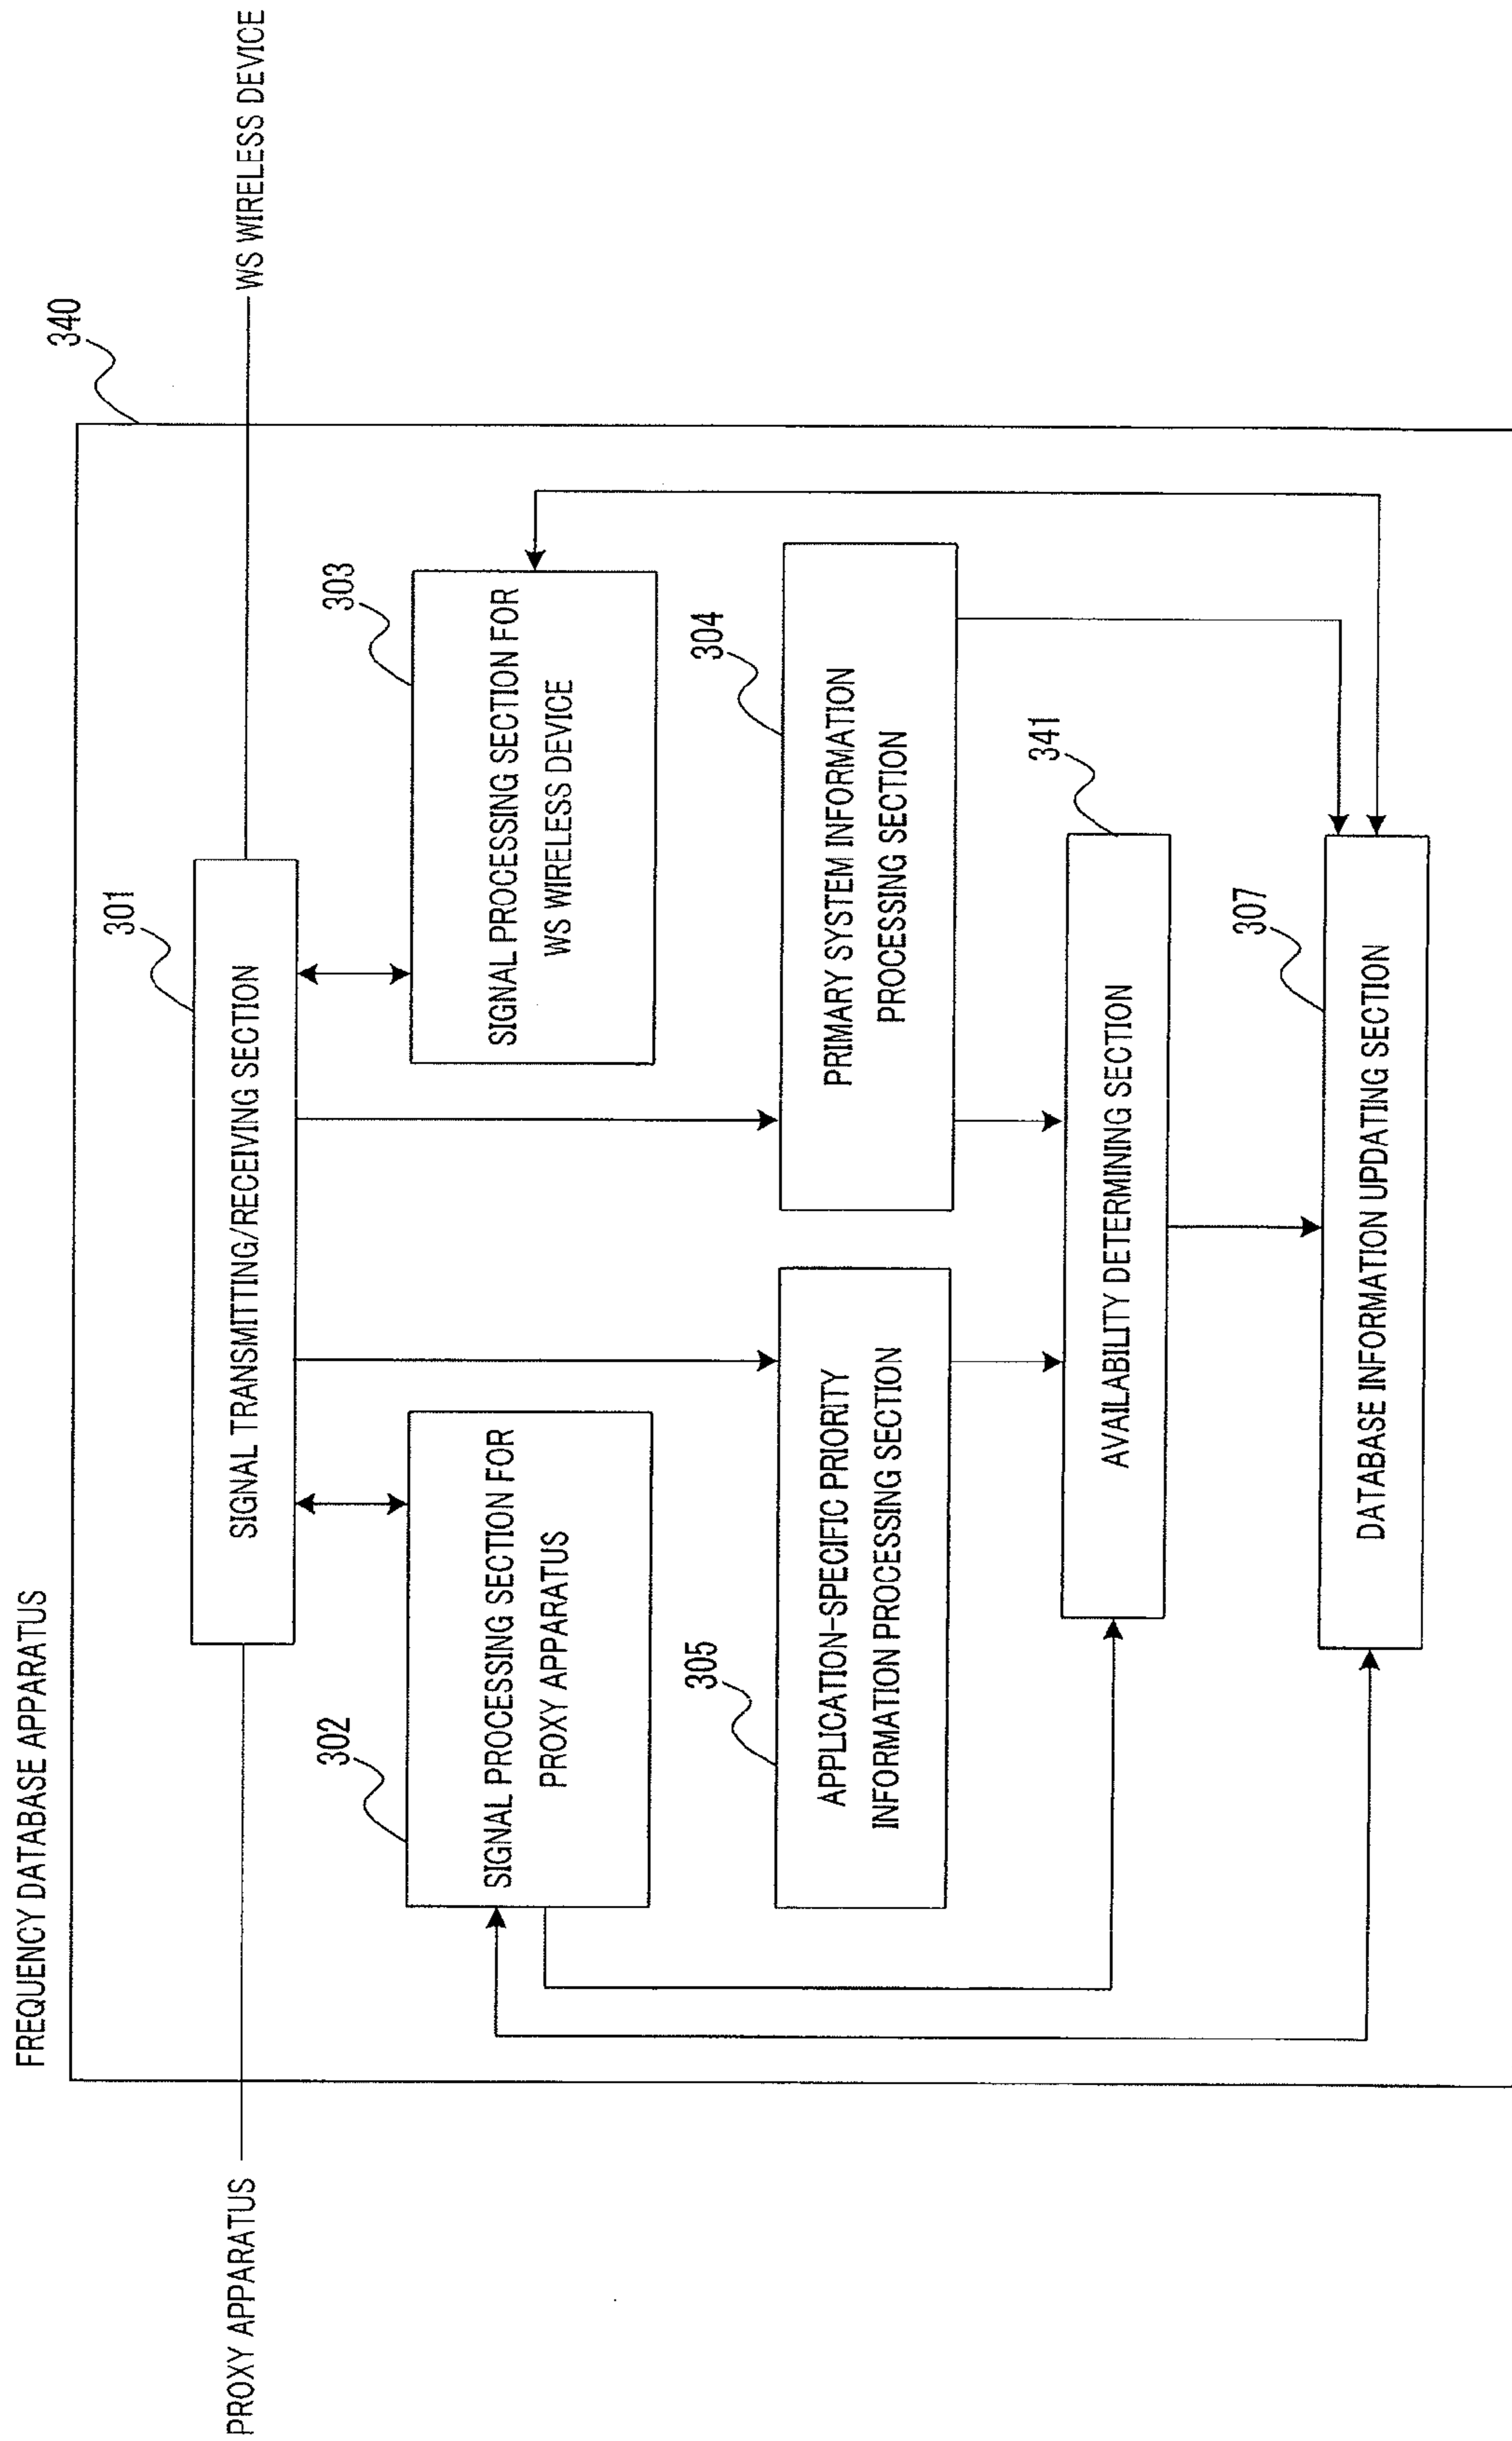 FREQUENCY DATABASE APPARATUS
340
301
PROXY APPARATUS
SIGNAL TRANSMITTING/RECEIVING SECTION
WS WIRELESS DEVICE
302
SIGNAL PROCESSING SECTION FOR
PROXY APPARATUS
303
SIGNAL PROCESSING SECTION FOR
WS WIRELESS DEVICE
305
APPLICATION-SPECIFIC PRIORITY
INFORMATION PROCESSING SECTION
304
PRIMARY SYSTEM INFORMATION
PROCESSING SECTION
341
AVAILABILITY DETERMINING SECTION
307
DATABASE INFORMATION UPDATING SECTION